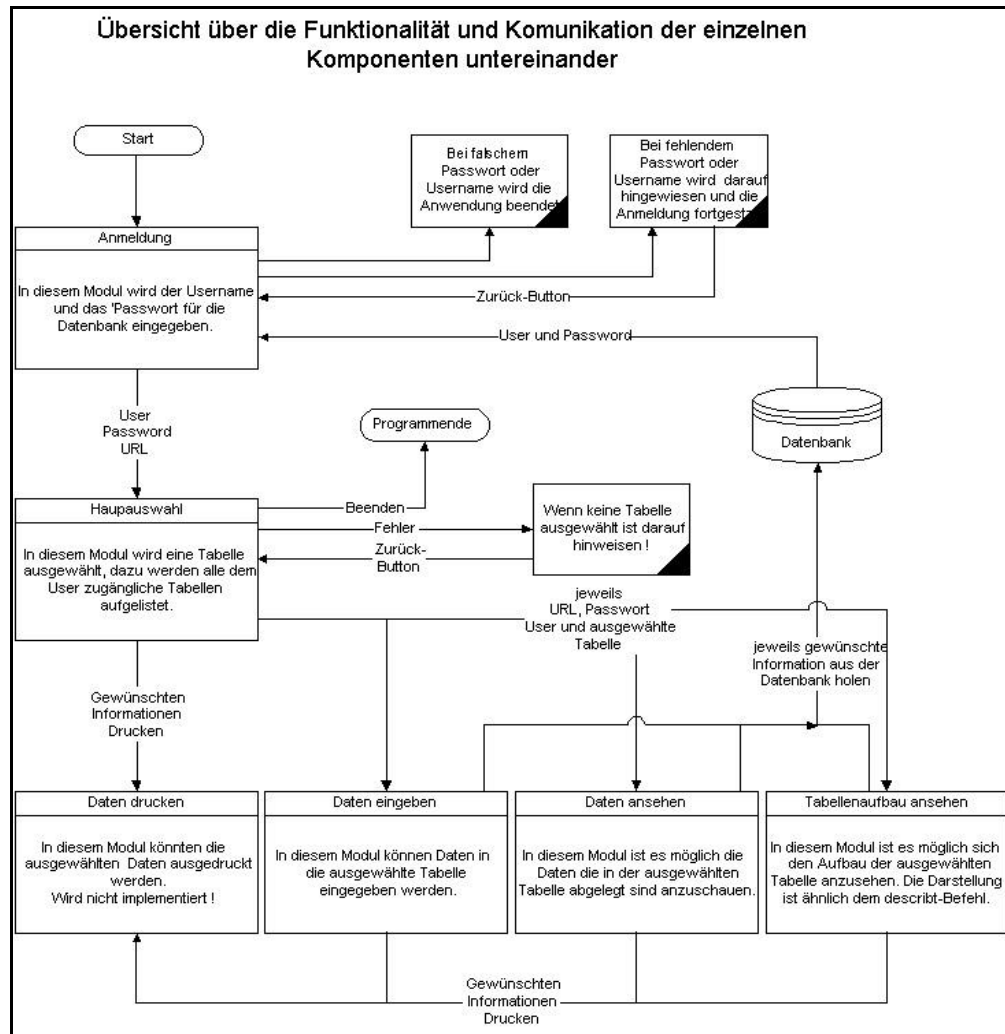 Übersicht über die Funktionalität und Komunikation der einzelnen
Komponenten untereinander
Start
Bei falschem
Passwort oder
Username wird die
Anwendung beendet
Bei fehlendem
Passwort oder
Username wird darauf
hingewiesen und die
Anmeldung
Anmeldung
In diesem Modul wird der Username
und das 'Passwort für die
Datenbank eingegeben.
Zurück-Button
User und Password
User
Password
URL
Programmende
Datenbank
Haupauswahl
In diesem Modul wird eine Tabelle
ausgewählt, dazu werden alle dem
User zugängliche Tabellen
aufgelistet.
Beenden
Fehler
Zurück-
Button
Wenn keine Tabelle
ausgewählt ist darauf
hinweisen !
jeweils
URL, Passwort
User und ausgewählte
Tabelle
jeweils gewünschte
Information aus der
Datenbank holen
Gewünschten
Informationen
Drucken
Daten drucken
In diesem Modul könnten die
ausgewählten Daten ausgedruckt
werden.
Wird nicht implementiert !
Daten eingeben
In diesem Modul können Daten in
die ausgewählte Tabelle
eingegeben werden.
Daten ansehen
In diesem Modul ist es möglich die
Daten die in der ausgewählten
Tabelle abgelegt sind anzuschauen.
Tabellenaufbau ansehen
In diesem Modul ist es möglich sich
den Aufbau der ausgewählten
Tabelle anzusehen. Die Darstellung
ist ähnlich dem describt-Befehl.
Gewünschten
Informationen
Drucken